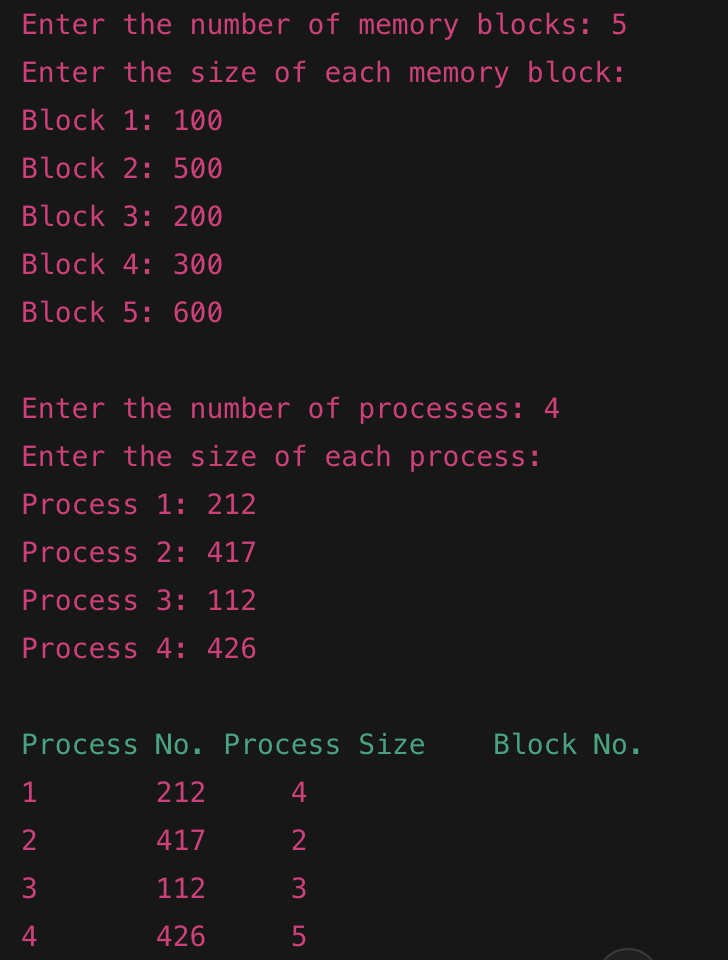 Enter the number of memory blocks: 5
Enter the size of each memory block:
Block 1: 100
Block 2: 500
Block 3: 200
Block 4: 300
Block 5: 600

Enter the number of processes: 4
Enter the size of each process:
Process 1: 212
Process 2: 417
Process 3: 112
Process 4: 426

Process No. Process Size    Block No.
1       212     4
2       417     2
3       112     3
4       426     5